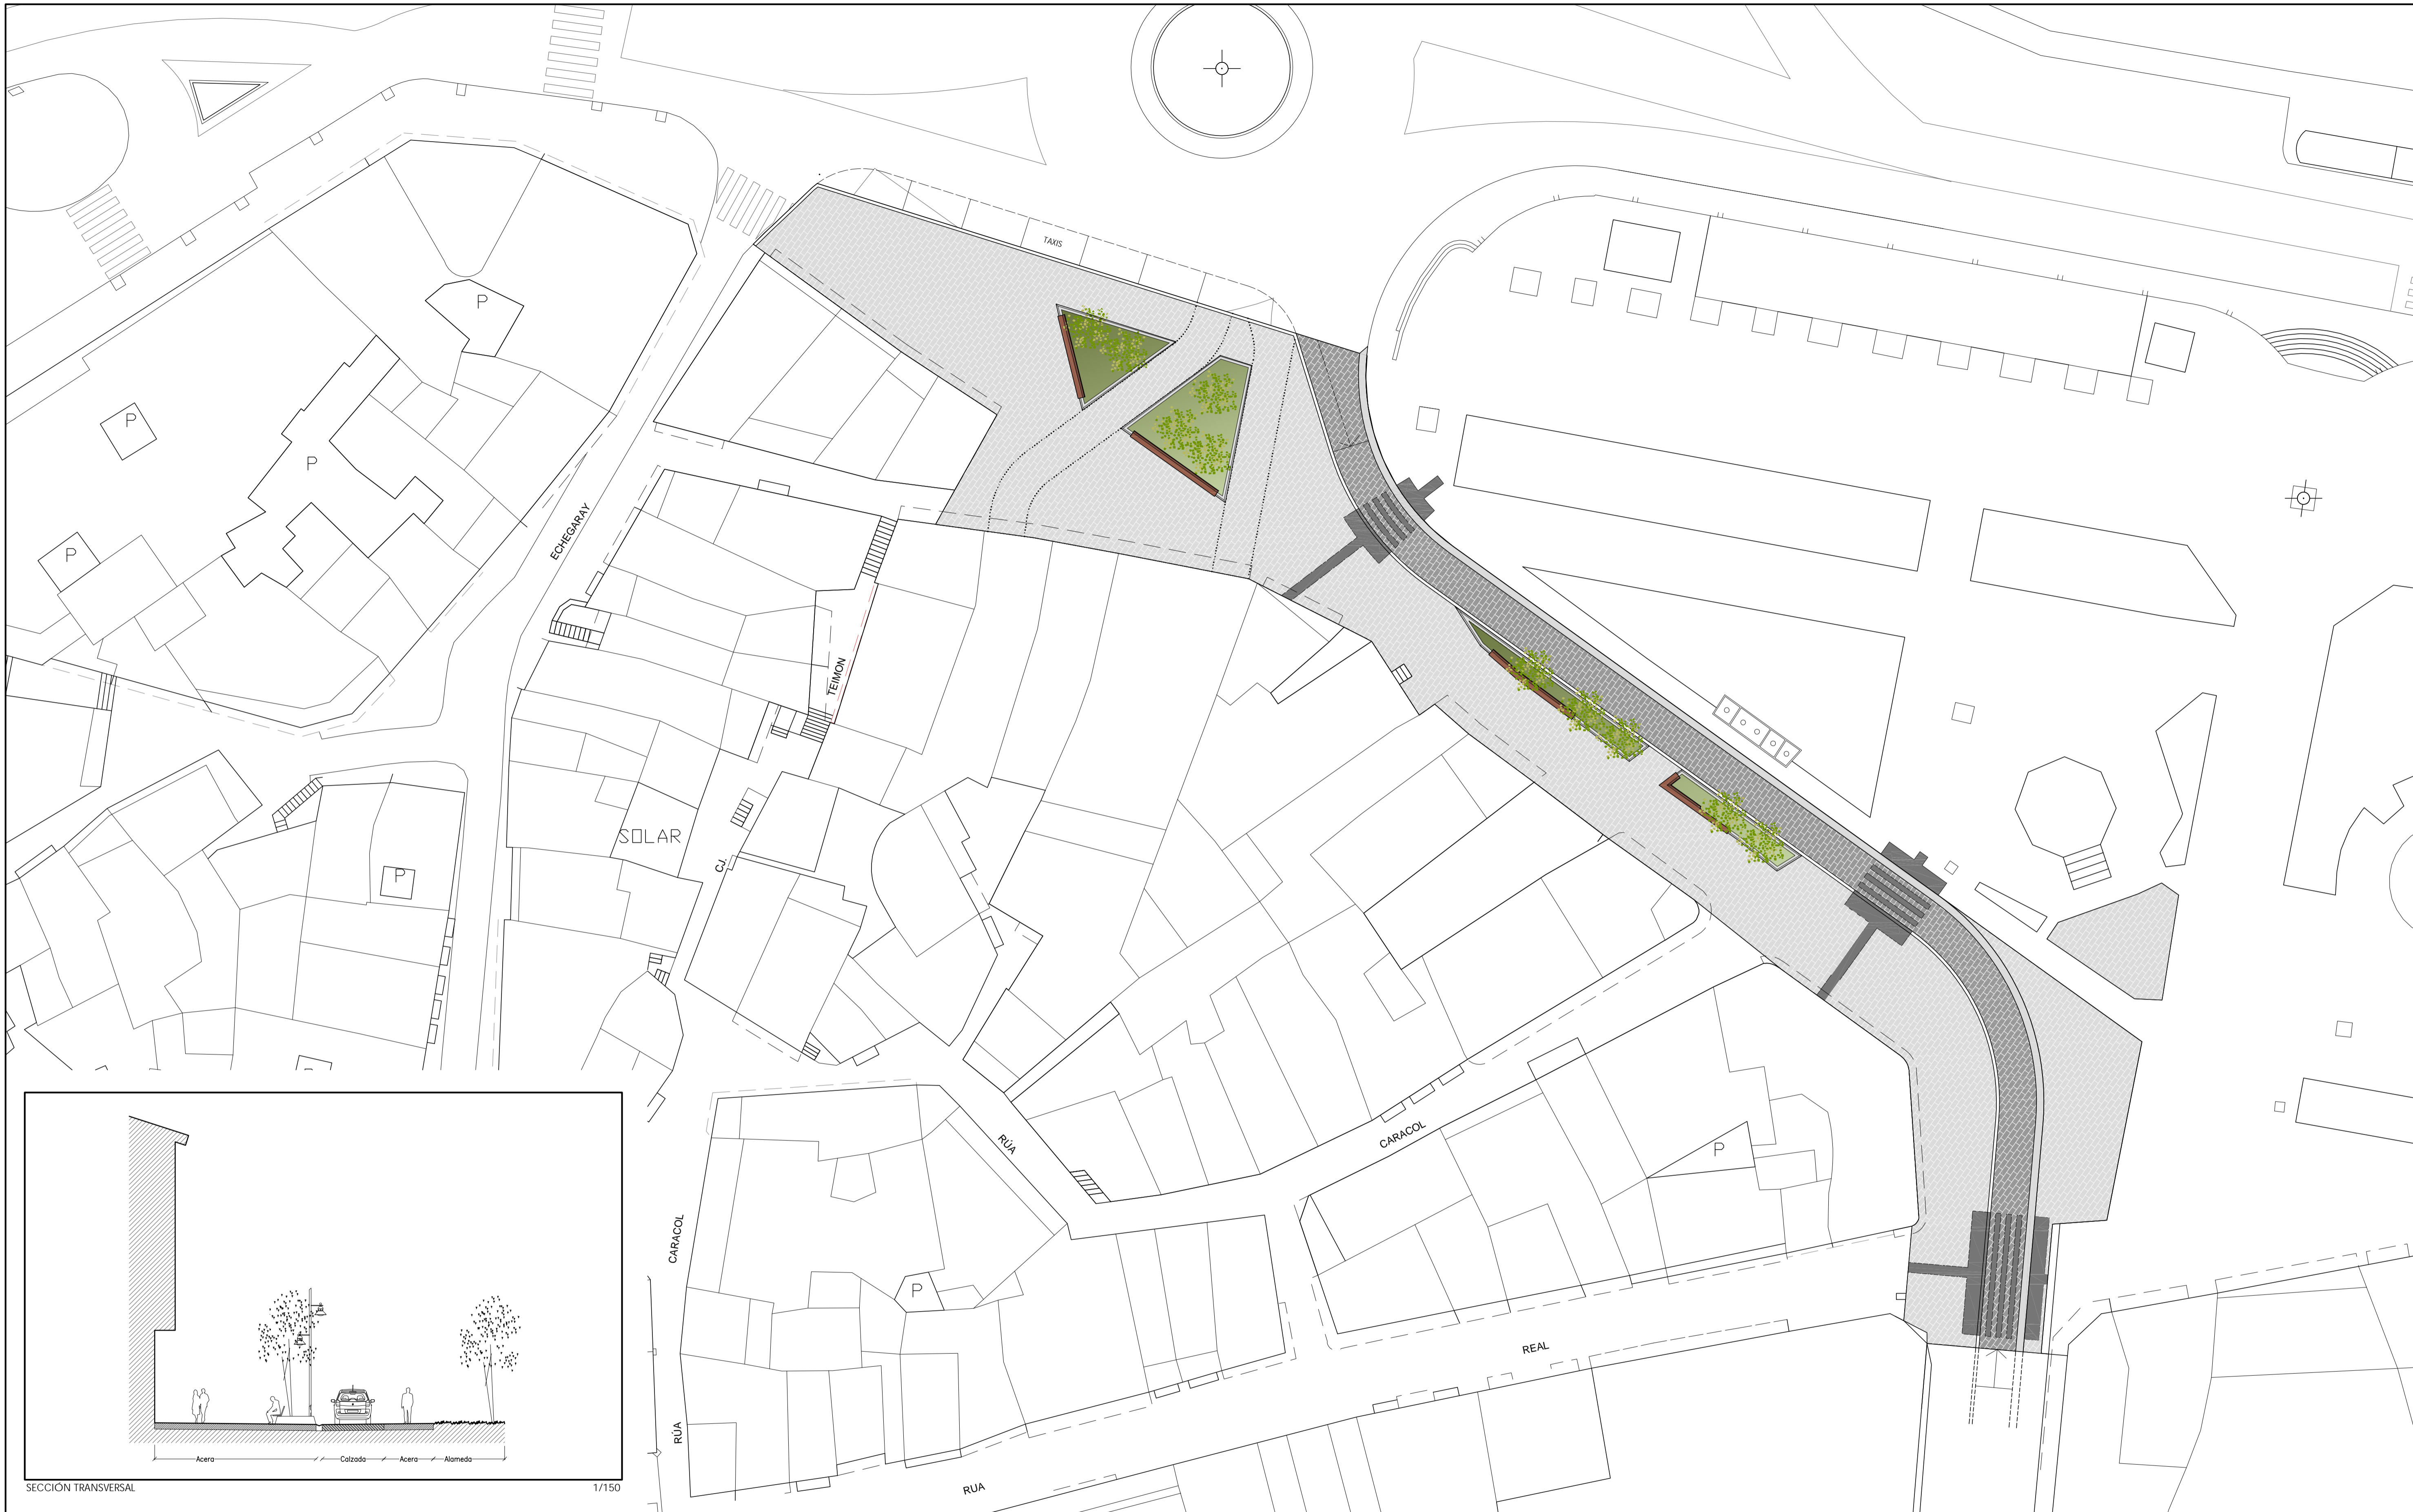 TAXIS
P
P
P
P
ECHEGARAY
TEIMON
SOLAR
CJ.
P
RÚA
CARACOL
P
CARACOL
P
REAL
RÚA
RUA
Acera
Calzada
Acera
Alameda
SECCIÓN TRANSVERSAL
1/150